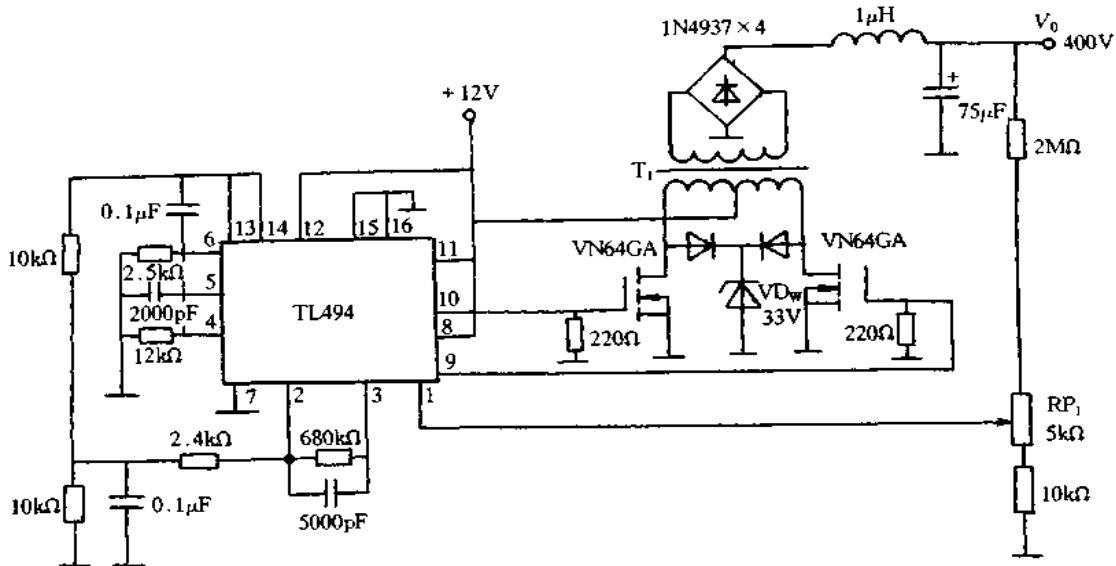 1N4937×4
1μH
V₀
400V
+12V
75μF
2MΩ
T₁
0.1μF
13
14
12
15
16
10kΩ
6
2.5kΩ
5
2000pF
4
12kΩ
TL494
11
10
8
9
VN64GA
VN64GA
VD_W
33V
220Ω
220Ω
7
2
3
1
2.4kΩ
680kΩ
RP₁
5kΩ
10kΩ
0.1μF
5000pF
10kΩ